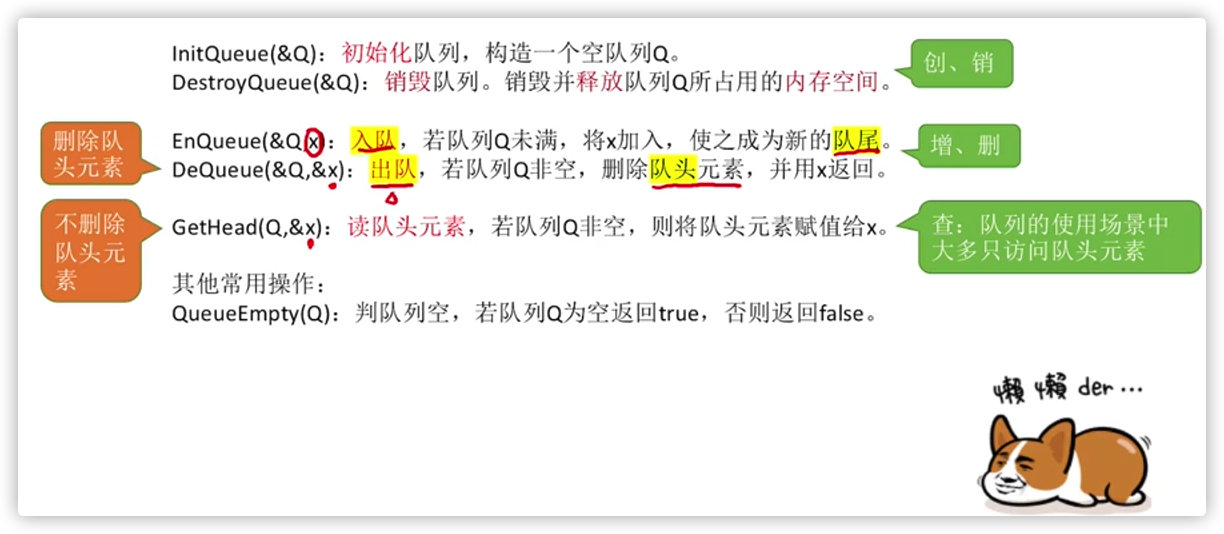 InitQueue(&Q)：初始化队列，构造一个空队列Q。
DestroyQueue(&Q)：销毁队列。销毁并释放队列Q所占用的内存空间。
创、销
删除队
头元素
EnQueue(&Q,x)：入队，若队列Q未满，将x加入，使之成为新的队尾。
DeQueue(&Q,&x)：出队，若队列Q非空，删除队头元素，并用x返回。
增、删
不删除
队头元
素
GetHead(Q,&x)：读队头元素，若队列Q非空，则将队头元素赋值给x。
查：队列的使用场景中
大多只访问队头元素
其他常用操作：
QueueEmpty(Q)：判队列空，若队列Q为空返回true，否则返回false。
懒 懒 der …